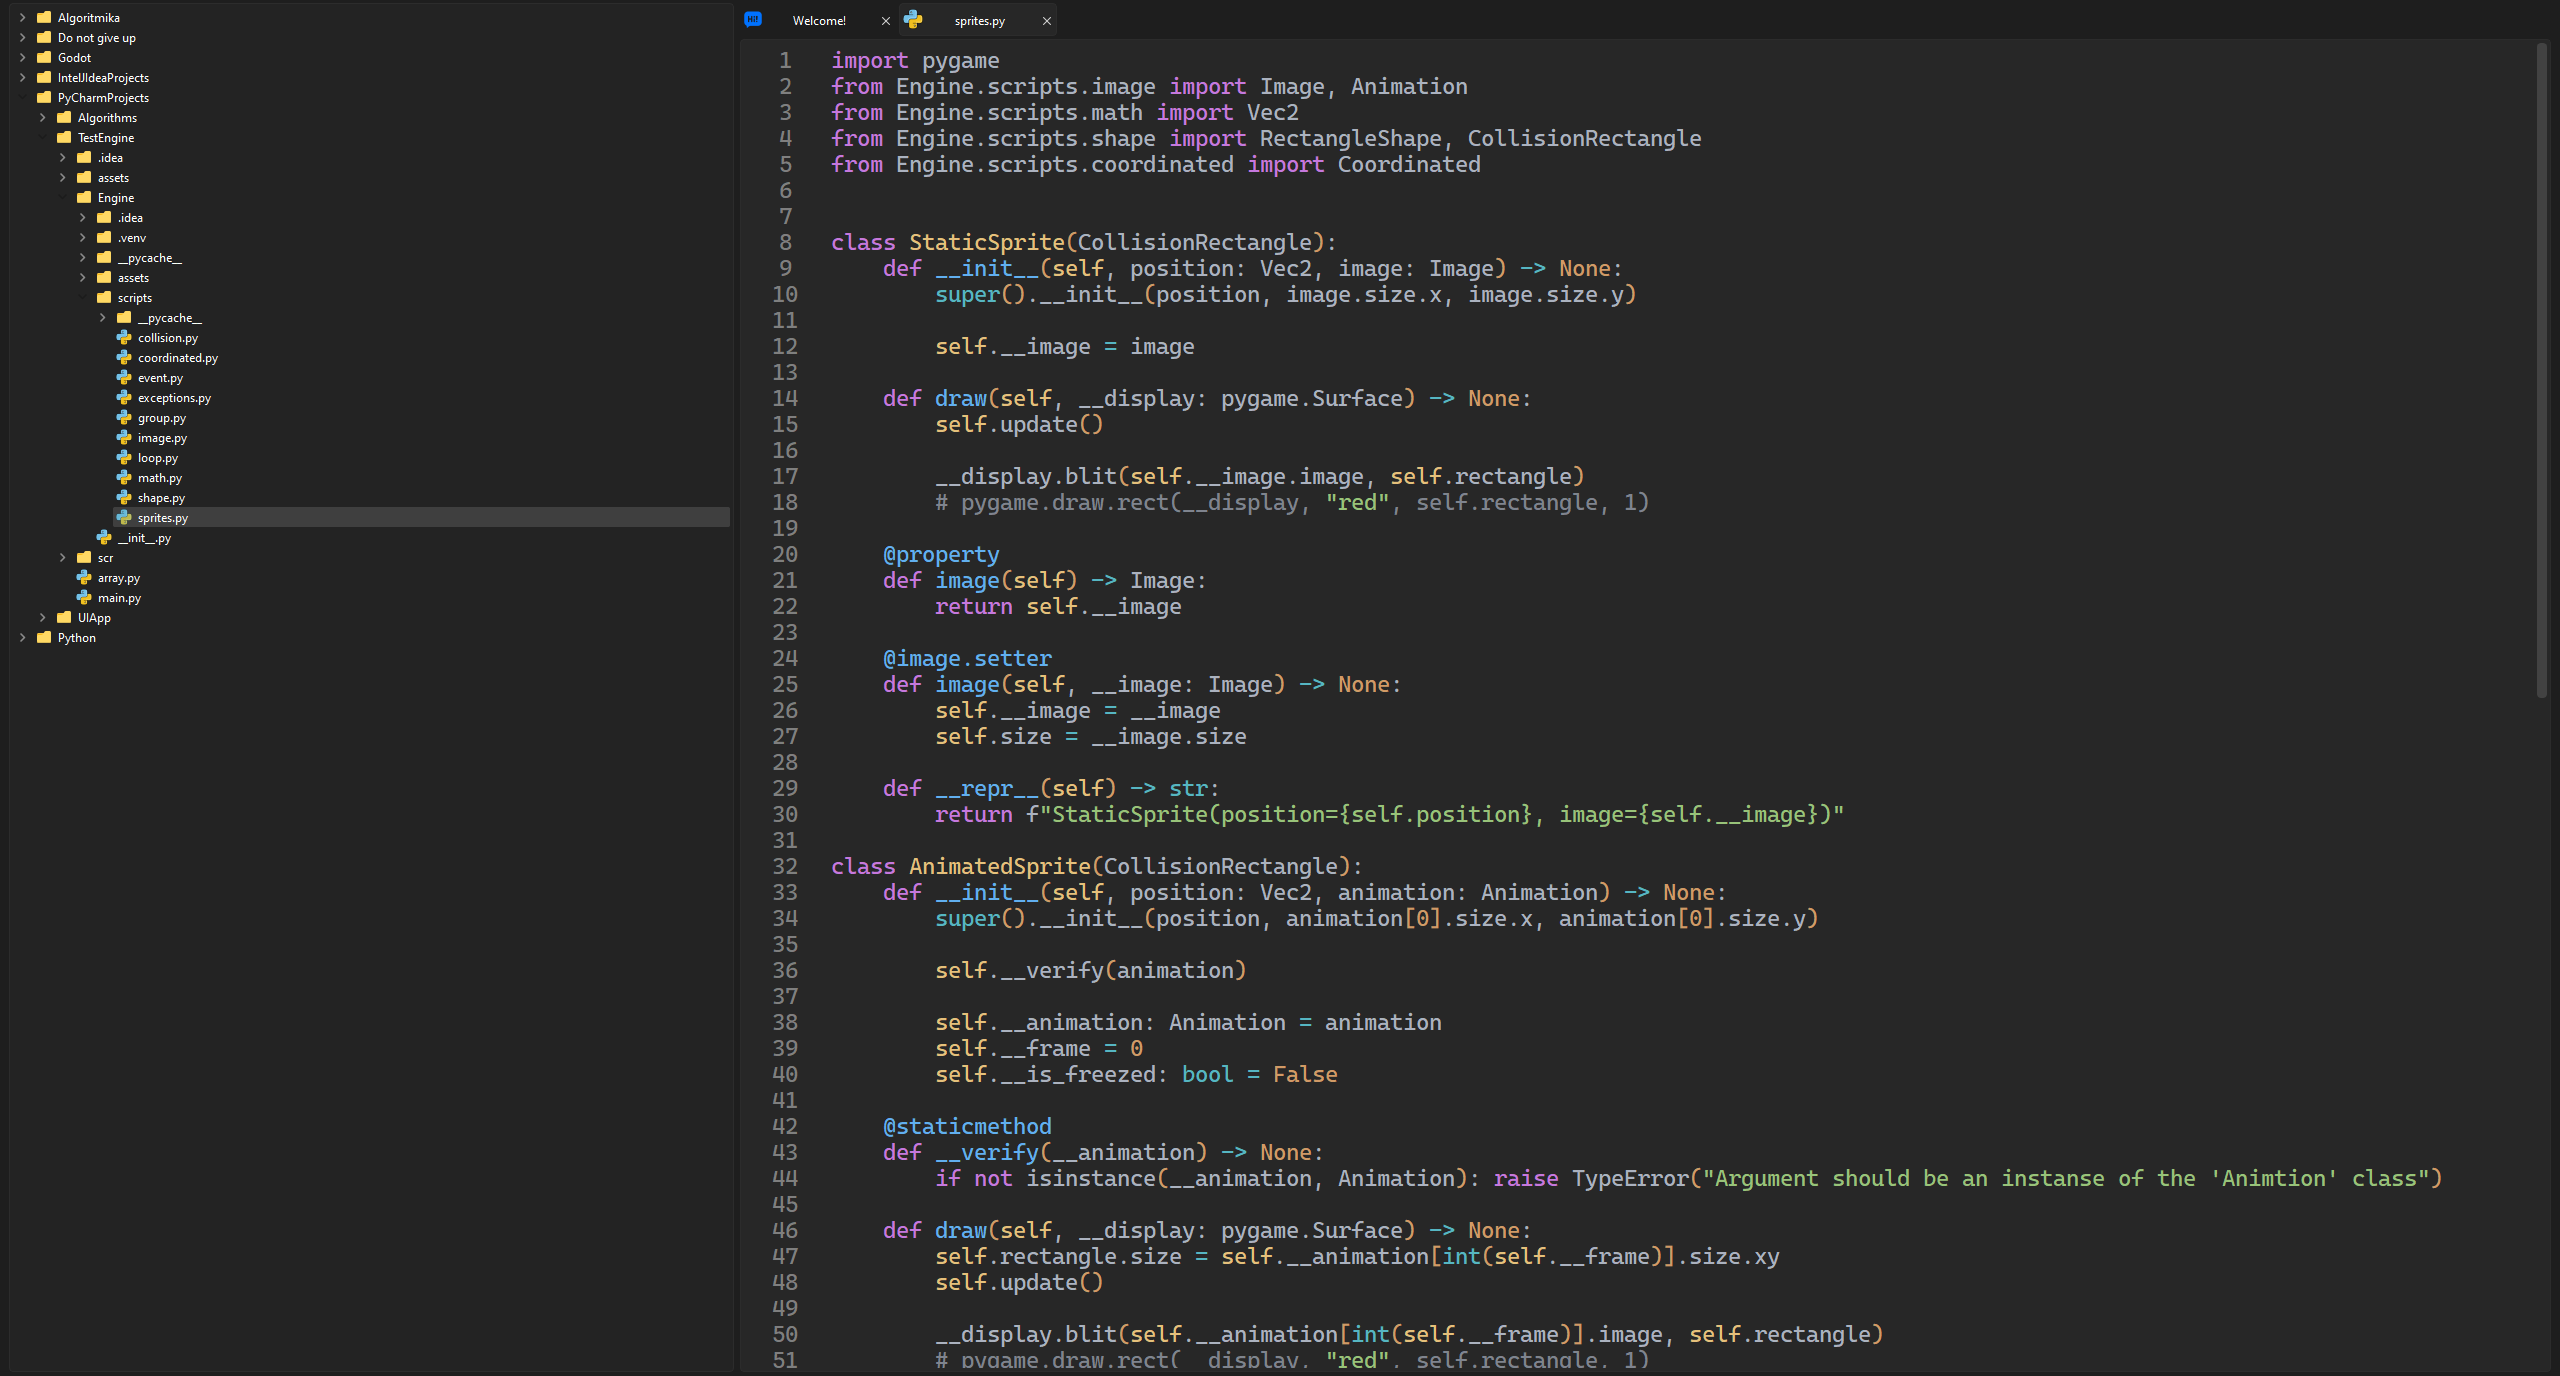 Algoritmika
Do not give up
Godot
IntelJIdeaProjects
PyCharmProjects
Algorithms
TestEngine
.idea
assets
Engine
.idea
.venv
__pycache__
assets
scripts
__pycache__
collision.py
coordinated.py
event.py
exceptions.py
group.py
image.py
loop.py
math.py
shape.py
sprites.py
__init__.py
scr
array.py
main.py
UIApp
Python
Hi! Welcome! sprites.py
1 import pygame
2 from Engine.scripts.image import Image, Animation
3 from Engine.scripts.math import Vec2
4 from Engine.scripts.shape import RectangleShape, CollisionRectangle
5 from Engine.scripts.coordinated import Coordinated
6
7
8 class StaticSprite(CollisionRectangle):
9     def __init__(self, position: Vec2, image: Image) -> None:
10         super().__init__(position, image.size.x, image.size.y)
11
12         self.__image = image
13
14     def draw(self, __display: pygame.Surface) -> None:
15         self.update()
16
17         __display.blit(self.__image.image, self.rectangle)
18         # pygame.draw.rect(__display, "red", self.rectangle, 1)
19
20     @property
21     def image(self) -> Image:
22         return self.__image
23
24     @image.setter
25     def image(self, __image: Image) -> None:
26         self.__image = __image
27         self.size = __image.size
28
29     def __repr__(self) -> str:
30         return f"StaticSprite(position={self.position}, image={self.__image})"
31
32 class AnimatedSprite(CollisionRectangle):
33     def __init__(self, position: Vec2, animation: Animation) -> None:
34         super().__init__(position, animation[0].size.x, animation[0].size.y)
35
36         self.__verify(animation)
37
38         self.__animation: Animation = animation
39         self.__frame = 0
40         self.__is_freezed: bool = False
41
42     @staticmethod
43     def __verify(__animation) -> None:
44         if not isinstance(__animation, Animation): raise TypeError("Argument should be an instanse of the 'Animtion' class")
45
46     def draw(self, __display: pygame.Surface) -> None:
47         self.rectangle.size = self.__animation[int(self.__frame)].size.xy
48         self.update()
49
50         __display.blit(self.__animation[int(self.__frame)].image, self.rectangle)
51         # pygame.draw.rect(__display, "red", self.rectangle, 1)